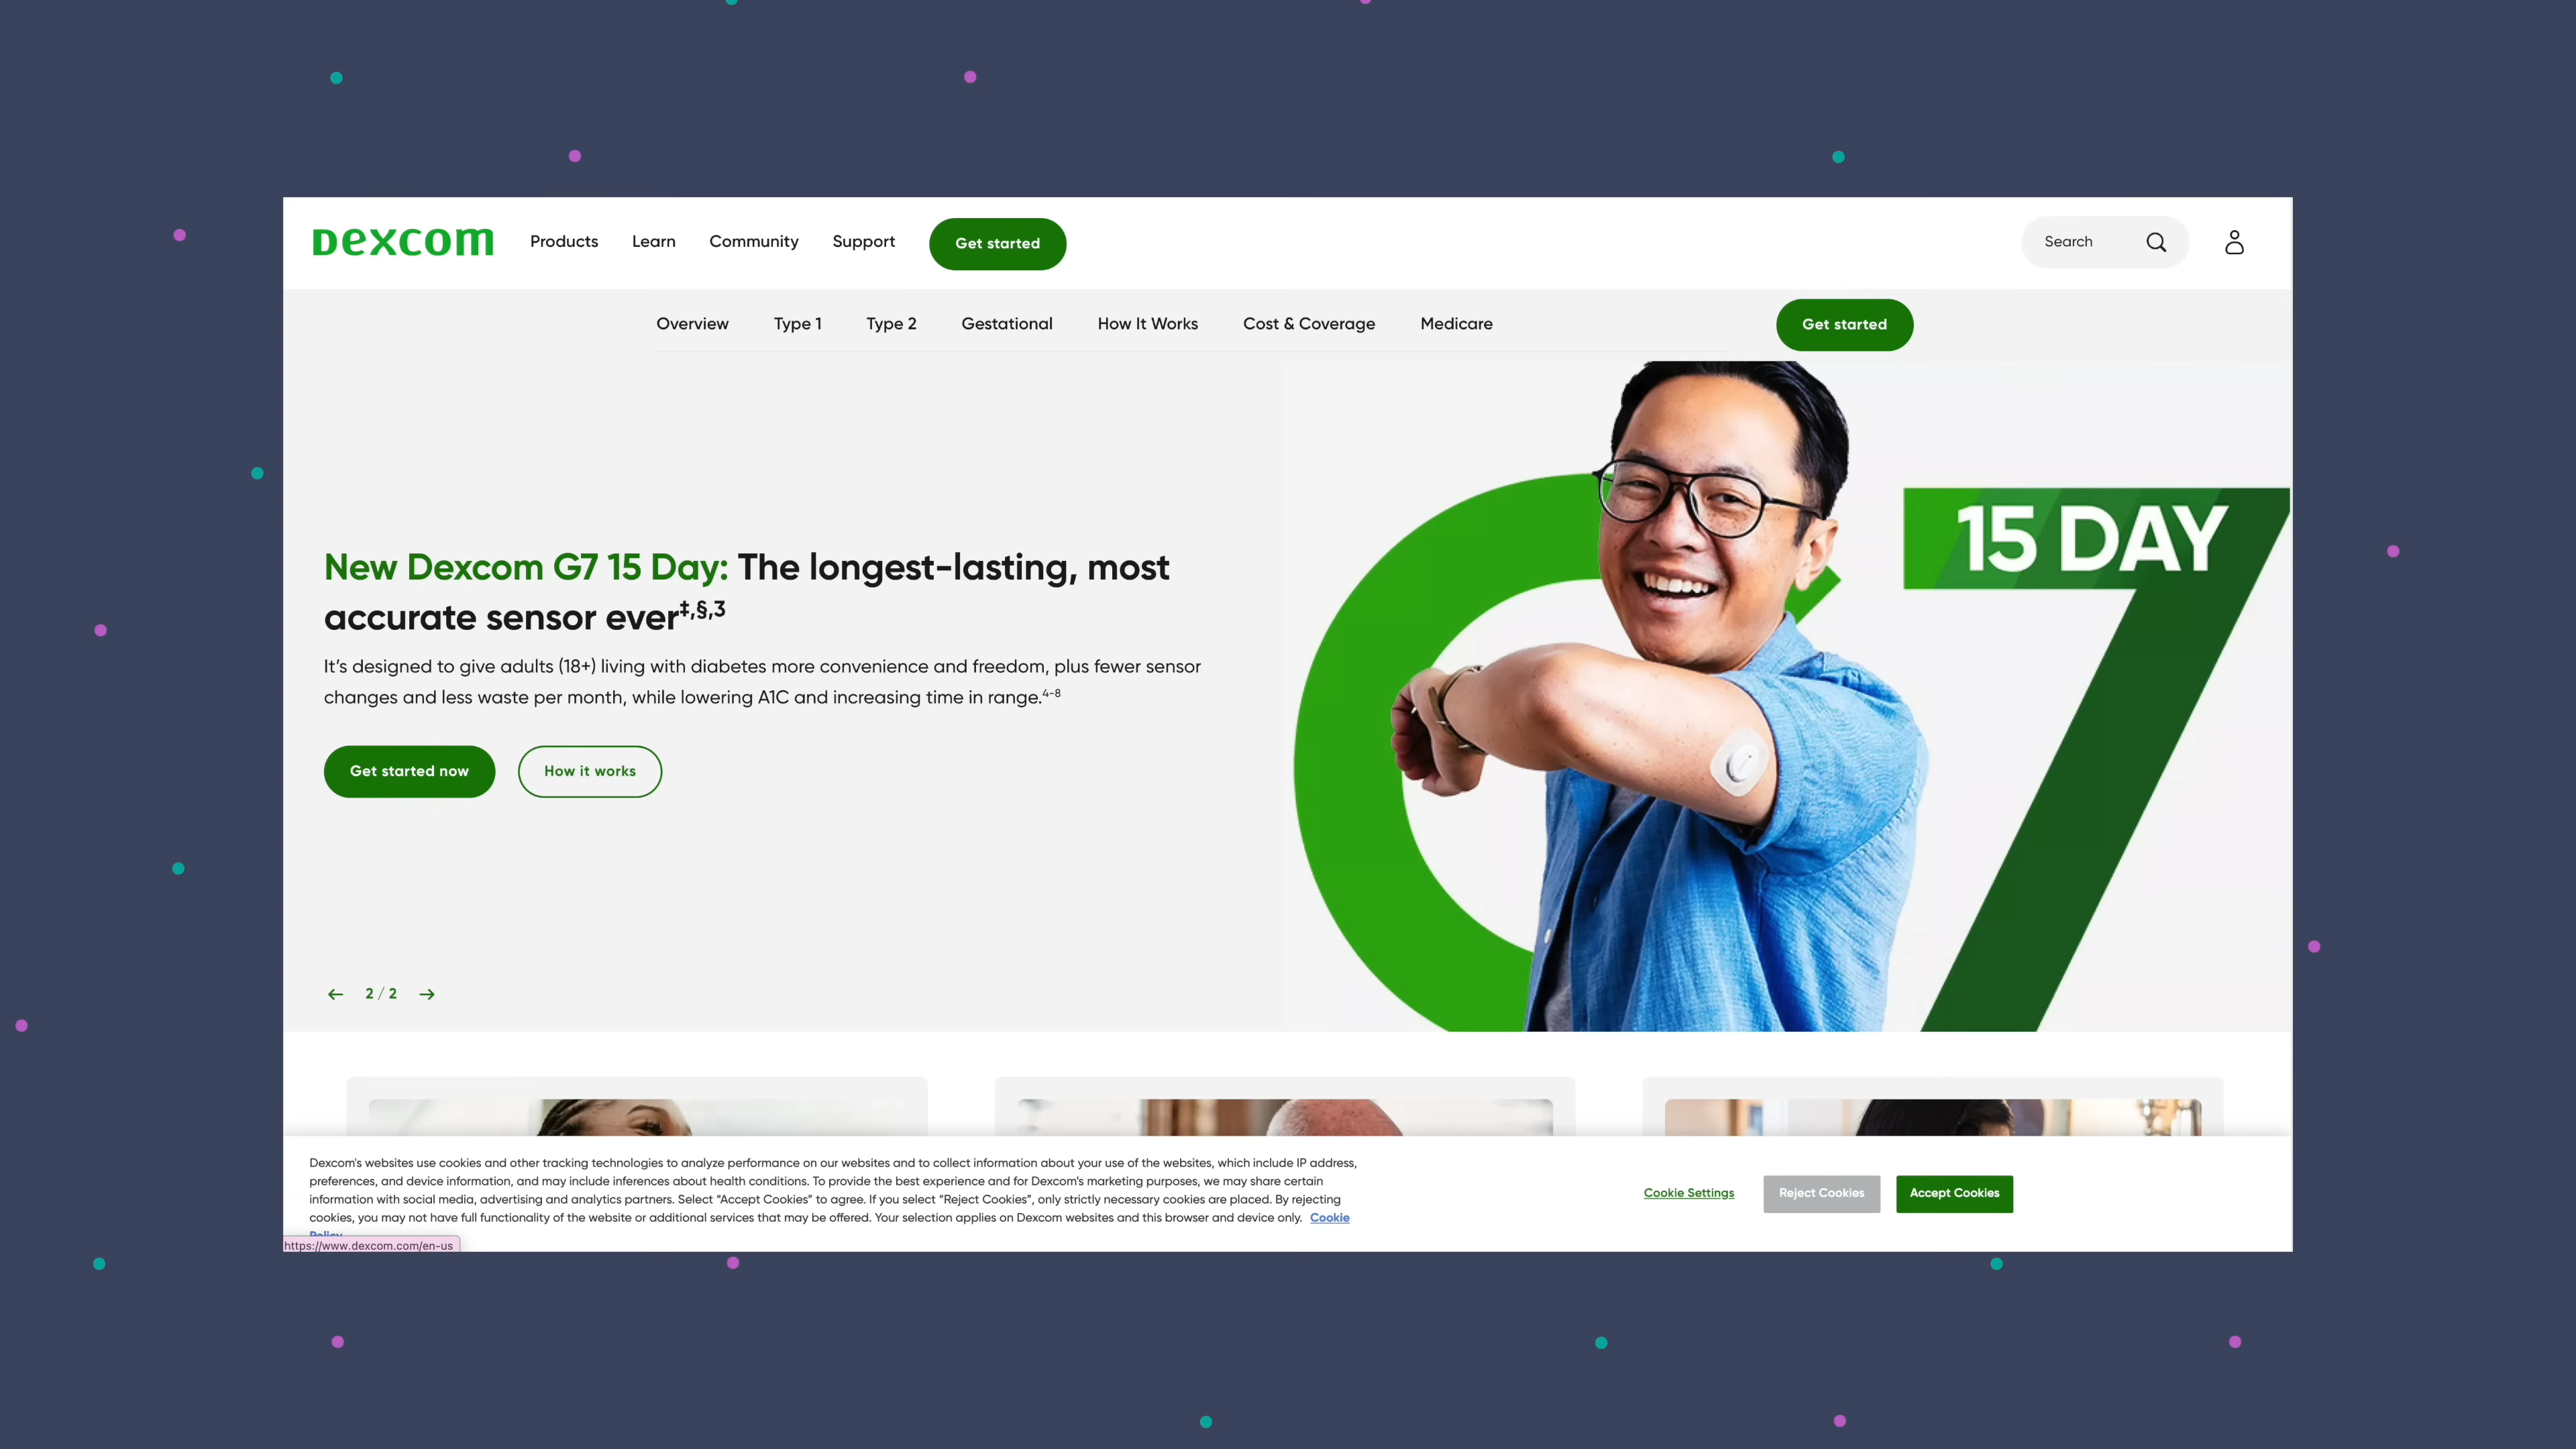 Dexcom Products Learn Community Support Get started Search
Overview Type 1 Type 2 Gestational How It Works Cost & Coverage Medicare Get started
New Dexcom G7 15 Day: The longest-lasting, most
accurate sensor ever‡,§,3
It's designed to give adults (18+) living with diabetes more convenience and freedom, plus fewer sensor
changes and less waste per month, while lowering A1C and increasing time in range.4-8
Get started now How it works
2 / 2
G7
15 DAY
Dexcom's websites use cookies and other tracking technologies to analyze performance on our websites and to collect information about your use of the websites, which include IP address,
preferences, and device information, and may include inferences about health conditions. To provide the best experience and for Dexcom's marketing purposes, we may share certain
information with social media, advertising and analytics partners. Select "Accept Cookies" to agree. If you select "Reject Cookies", only strictly necessary cookies are placed. By rejecting
cookies, you may not have full functionality of the website or additional services that may be offered. Your selection applies on Dexcom websites and this browser and device only. Cookie
Policy
Cookie Settings Reject Cookies Accept Cookies
https://www.dexcom.com/en-us